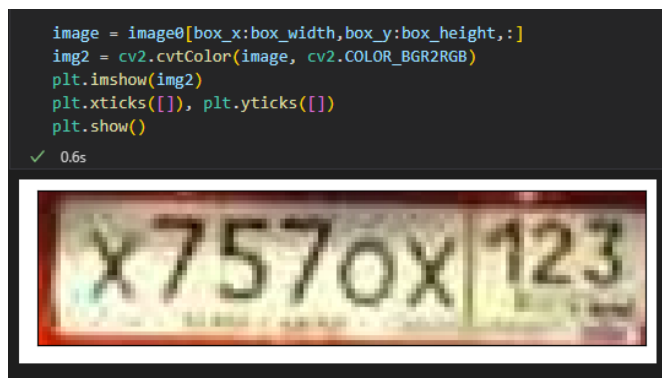 image = image0[box_x:box_width,box_y:box_height,:]
img2 = cv2.cvtColor(image, cv2.COLOR_BGR2RGB)
plt.imshow(img2)
plt.xticks([]), plt.yticks([])
plt.show()
0.6s
Х757ОХ 123